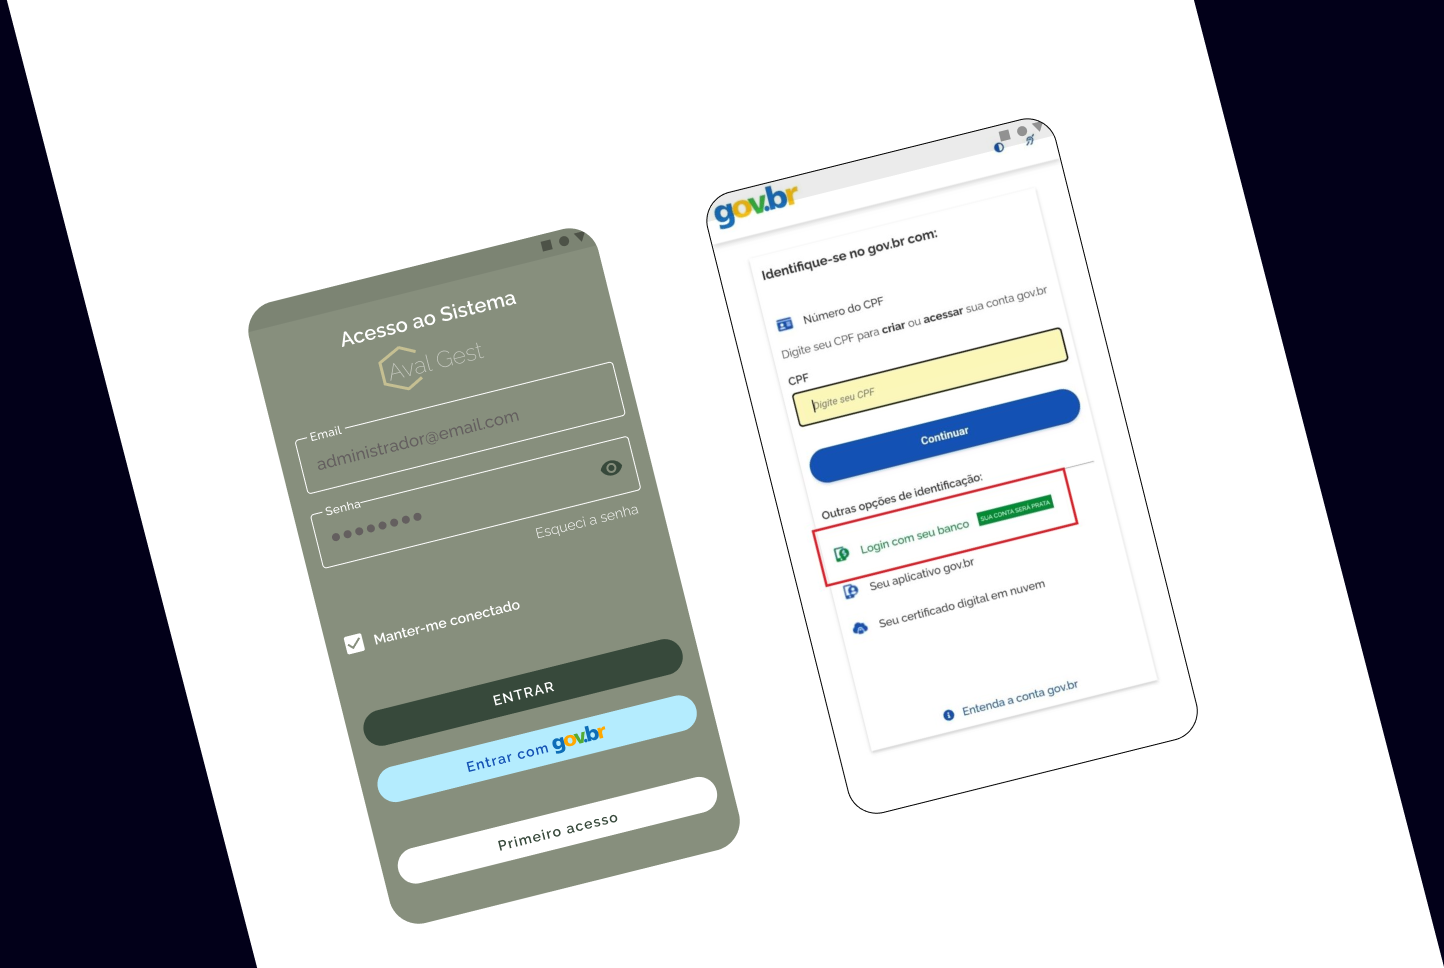 Acesso ao Sistema
Aval Gest
Email
administrador@email.com
Senha
Esqueci a senha
Manter-me conectado
ENTRAR
Entrar com gov.br
Primeiro acesso
gov.br
Identifique-se no gov.br com:
Número do CPF
Digite seu CPF para criar ou acessar sua conta gov.br
CPF
Digite seu CPF
Continuar
Outras opções de identificação:
Login com seu banco SUA CONTA SERÁ PRATA
Seu aplicativo gov.br
Seu certificado digital em nuvem
Entenda a conta gov.br